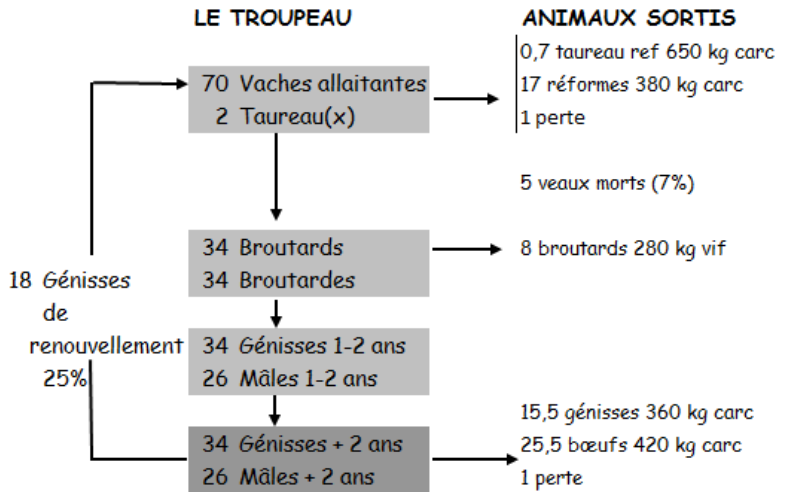 LE TROUPEAU
ANIMAUX SORTIS
70 Vaches allaitantes
2 Taureau(x)
0,7 taureau ref 650 kg carc
17 réformes 380 kg carc
1 perte
5 veaux morts (7%)
34 Broutards
34 Broutardes
8 broutards 280 kg vif
18 Génisses
de
renouvellement
25%
34 Génisses 1-2 ans
26 Mâles 1-2 ans
34 Génisses + 2 ans
26 Mâles + 2 ans
15,5 génisses 360 kg carc
25,5 bœufs 420 kg carc
1 perte